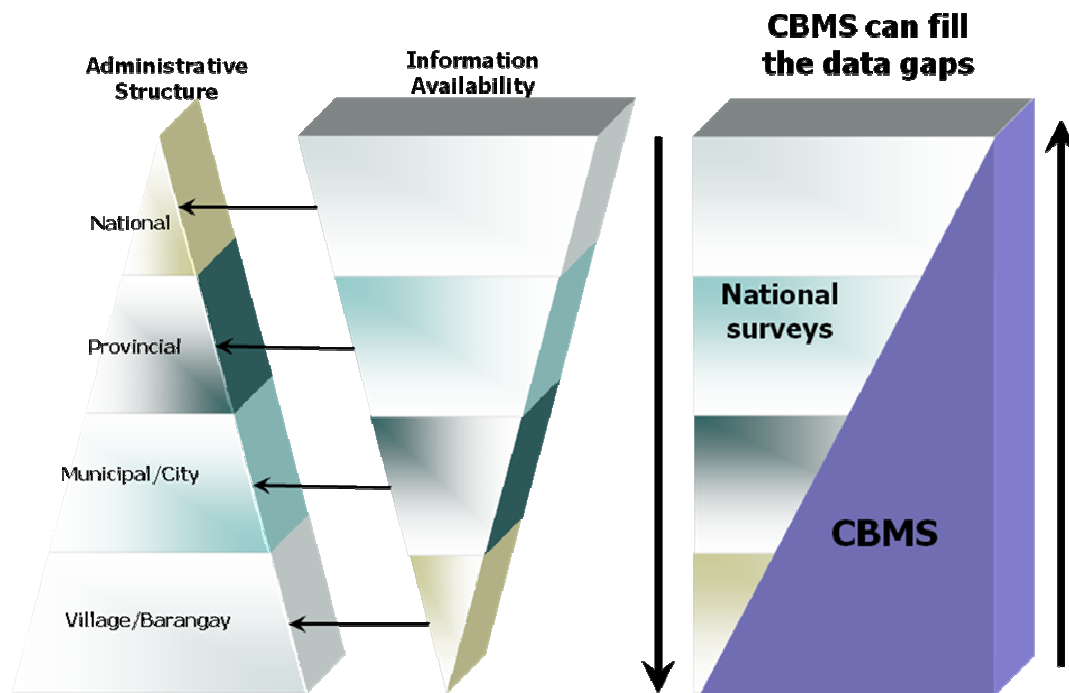 Administrative
Structure
Information
Availability
CBMS can fill
the data gaps
National
Provincial
Municipal/City
Village/Barangay
National
surveys
CBMS